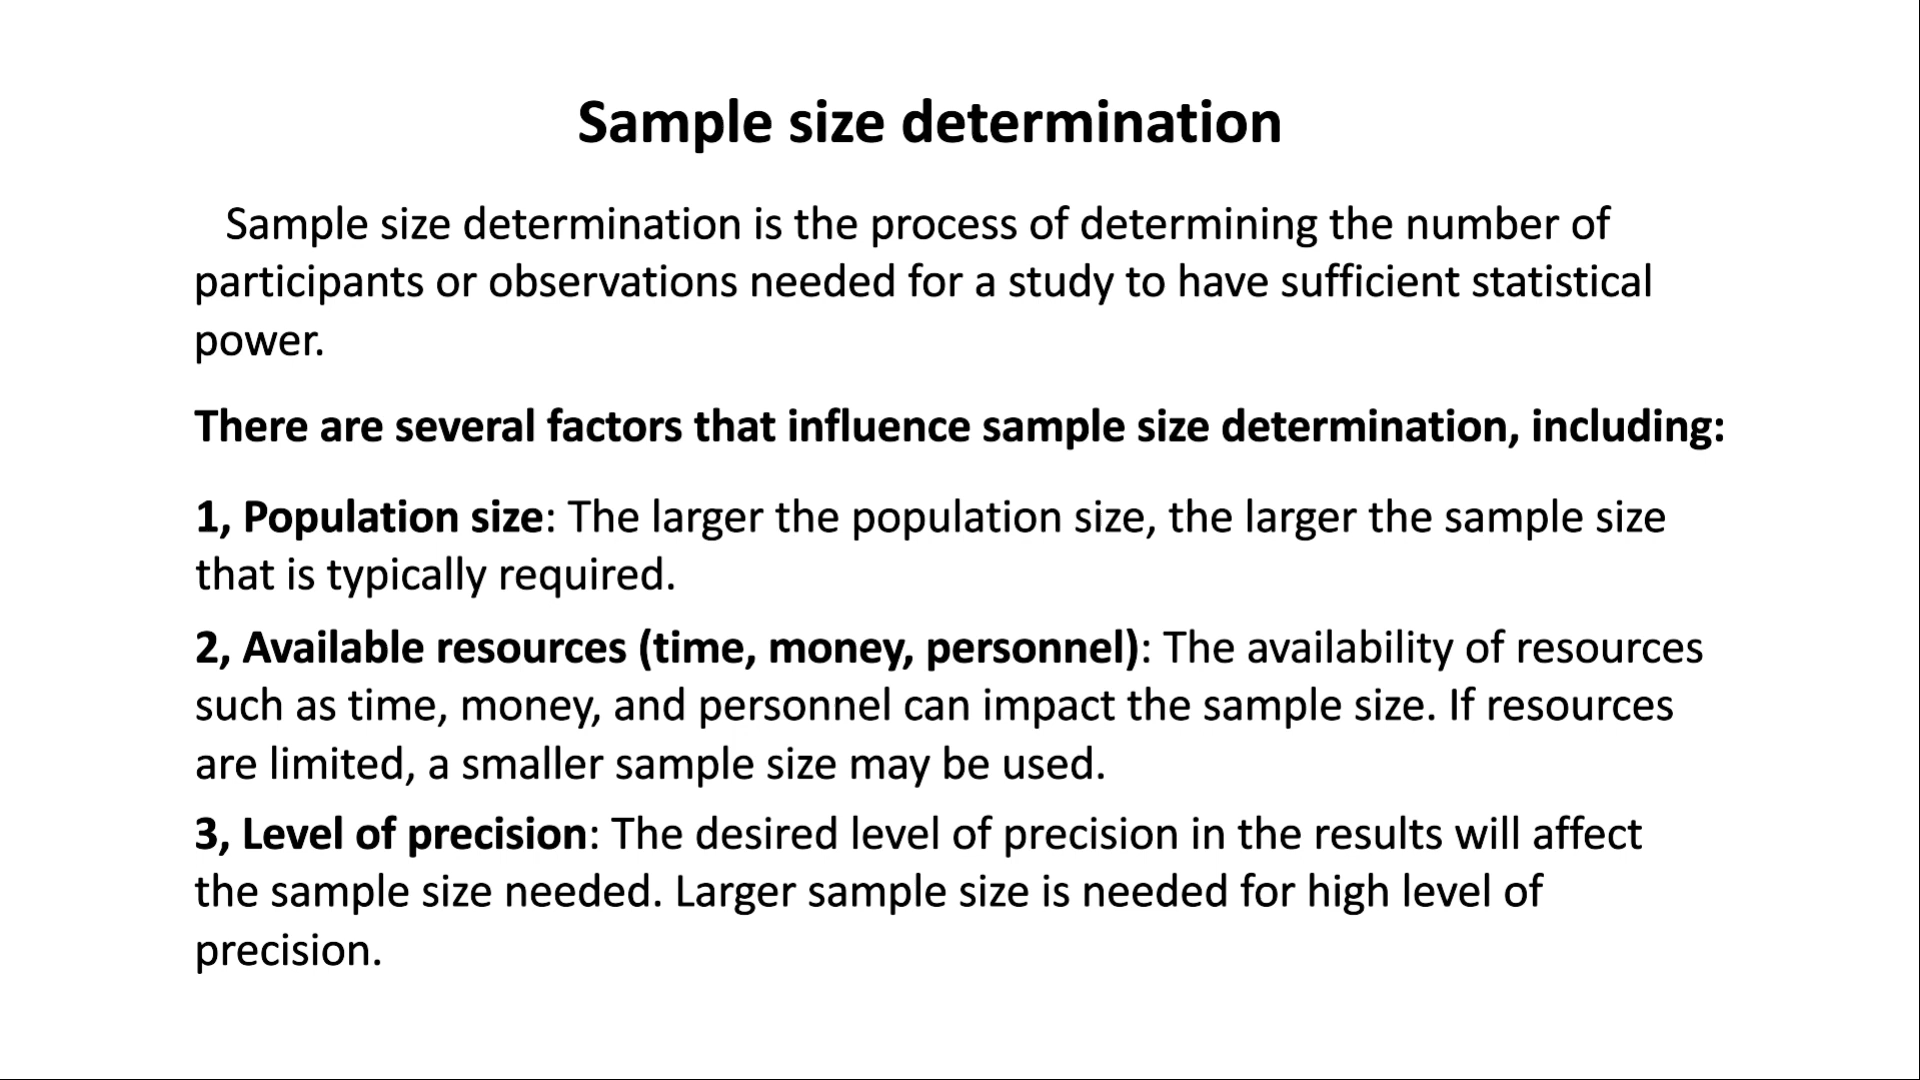 Sample size determination
Sample size determination is the process of determining the number of
participants or observations needed for a study to have sufficient statistical
power.
There are several factors that influence sample size determination, including:
1, Population size: The larger the population size, the larger the sample size
that is typically required.
2, Available resources (time, money, personnel): The availability of resources
such as time, money, and personnel can impact the sample size. If resources
are limited, a smaller sample size may be used.
3, Level of precision: The desired level of precision in the results will affect
the sample size needed. Larger sample size is needed for high level of
precision.